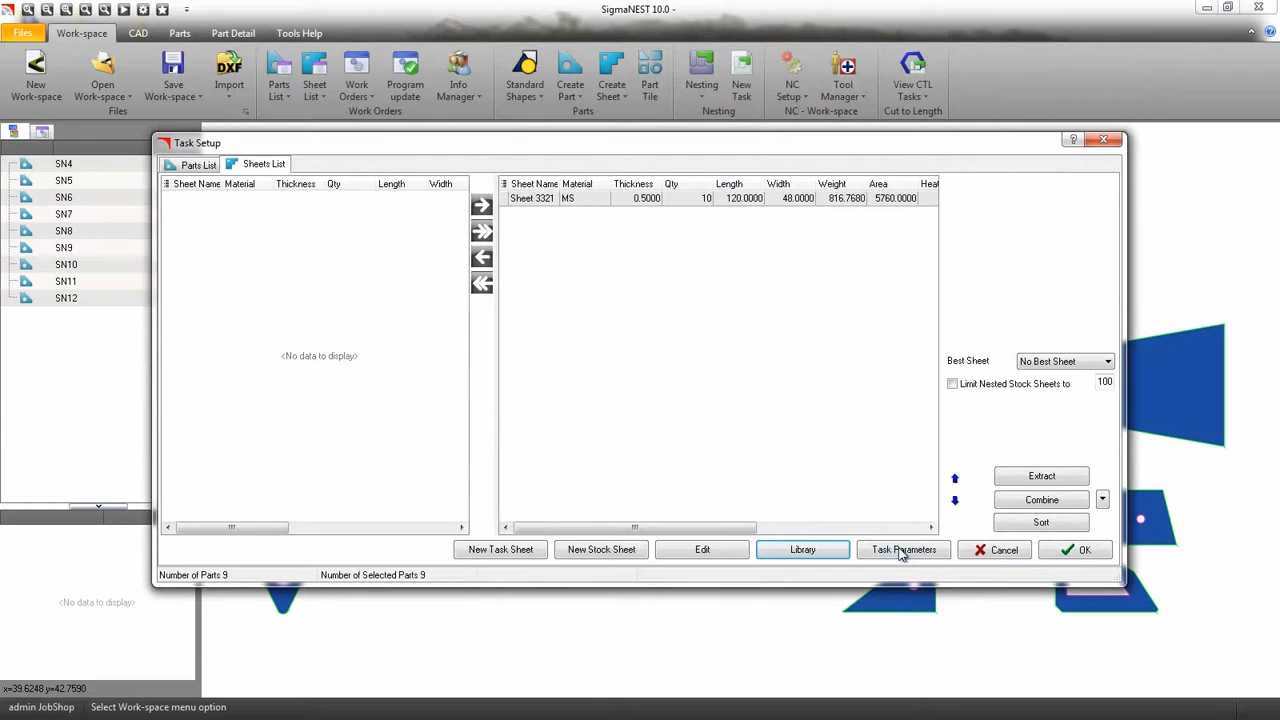 SigmaNEST 10.0 -
Files Work-space CAD Parts Part Detail Tools Help
New Work-space
Open Work-space
Save Work-space
Import
DXF
Parts List
Sheet List
Work Orders
Program update
Info Manager
Standard Shapes
Create Part
Create Sheet
Part Tile
Nesting
New Task
NC Setup
Tool Manager
View CTL Tasks
Files Work Orders Parts Nesting NC - Work-space Cut to Length
Task Setup
Parts List Sheets List
Sheet Name Material Thickness Qty Length Width
<No data to display>
Sheet Name Material Thickness Qty Length Width Weight Area Heat
Sheet 3321 MS 0.5000 10 120.0000 48.0000 816.7680 5760.0000
Best Sheet No Best Sheet
Limit Nested Stock Sheets to 100
Extract
Combine
Sort
New Task Sheet New Stock Sheet Edit Library Task Parameters Cancel OK
Number of Parts 9 Number of Selected Parts 9
SN4
SN5
SN6
SN7
SN8
SN9
SN10
SN11
SN12
<No data to display>
x=39.6248 y=42.7590
admin JobShop Select Work-space menu option